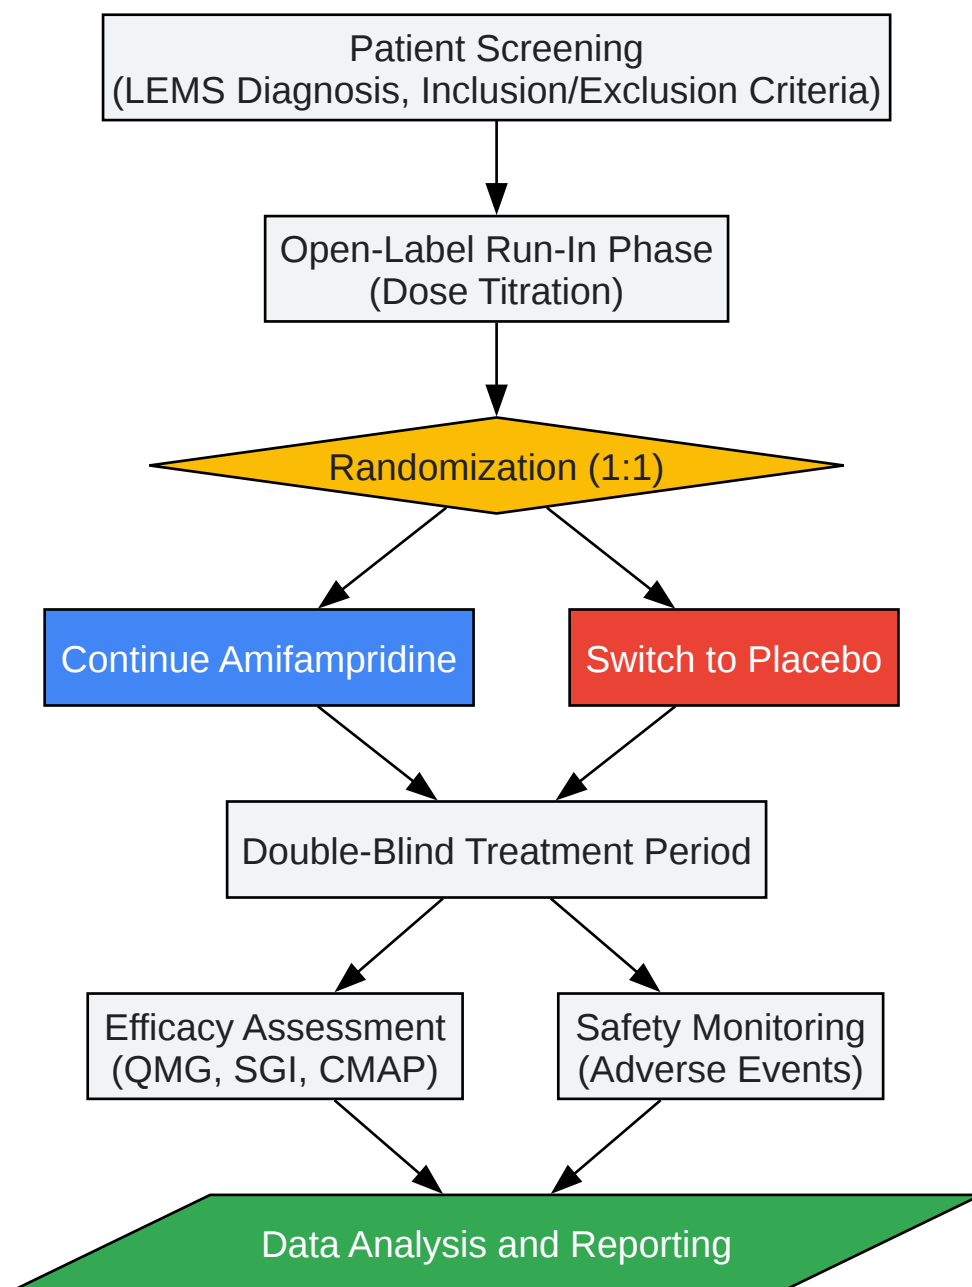 Patient Screening
(LEMS Diagnosis, Inclusion/Exclusion Criteria)
Open-Label Run-In Phase
(Dose Titration)
Randomization (1:1)
Continue Amifampridine
Switch to Placebo
Double-Blind Treatment Period
Efficacy Assessment
(QMG, SGI, CMAP)
Safety Monitoring
(Adverse Events)
Data Analysis and Reporting